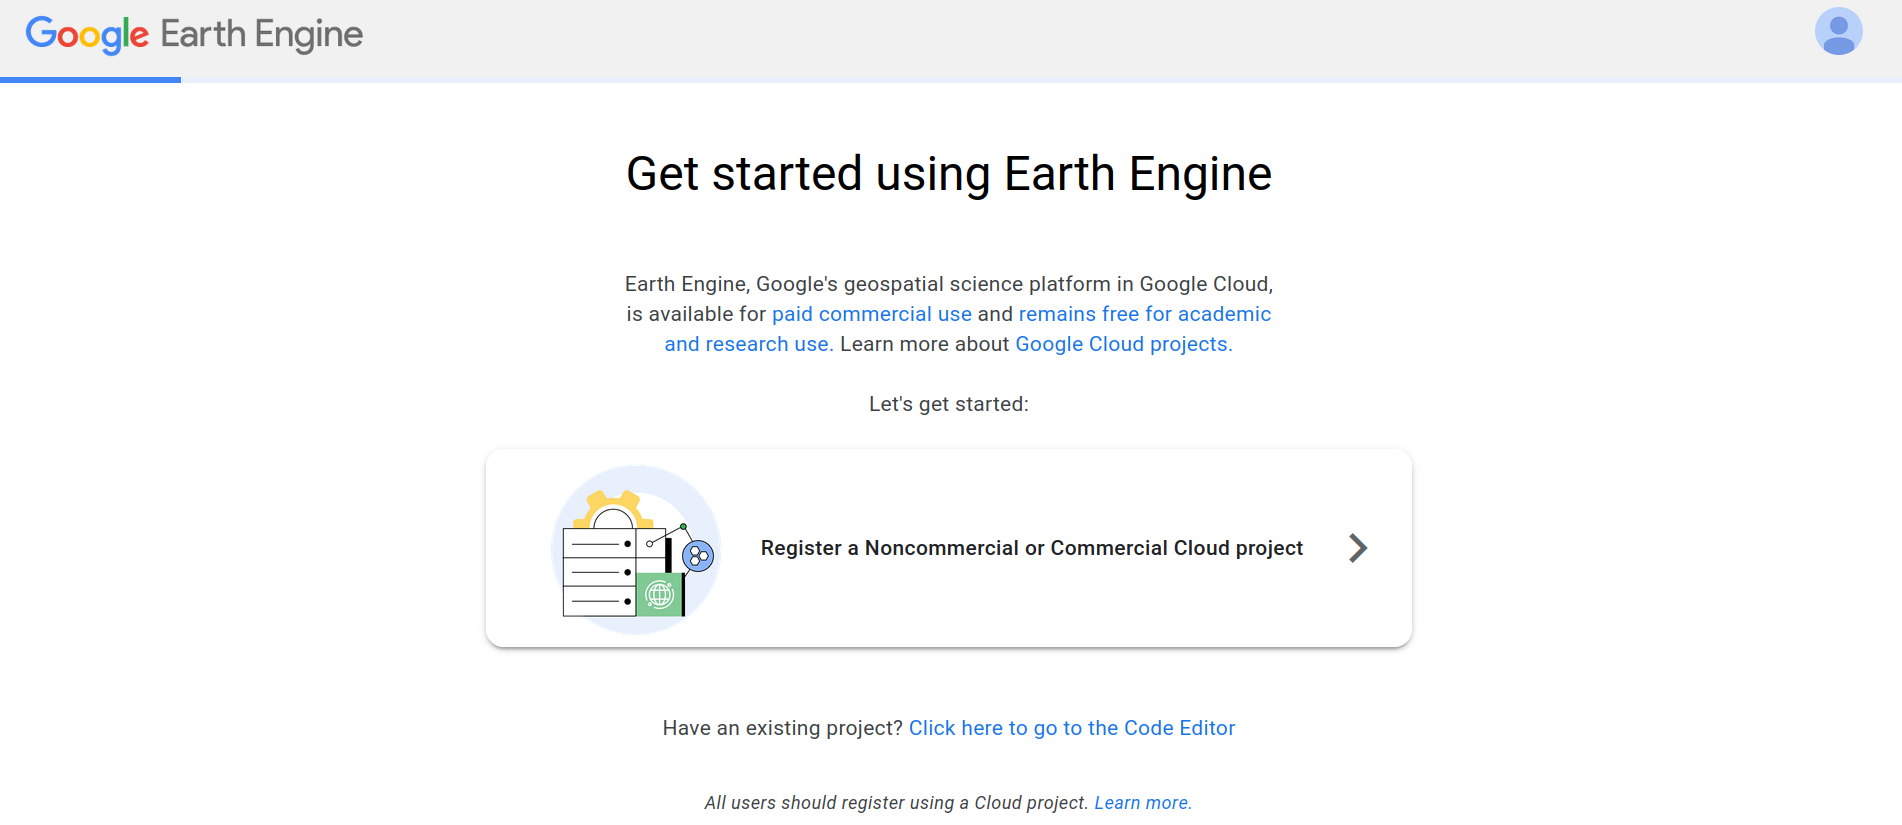 Google Earth Engine
Get started using Earth Engine
Earth Engine, Google's geospatial science platform in Google Cloud,
is available for paid commercial use and remains free for academic
and research use. Learn more about Google Cloud projects.
Let's get started:
Register a Noncommercial or Commercial Cloud project
Have an existing project? Click here to go to the Code Editor
All users should register using a Cloud project. Learn more.